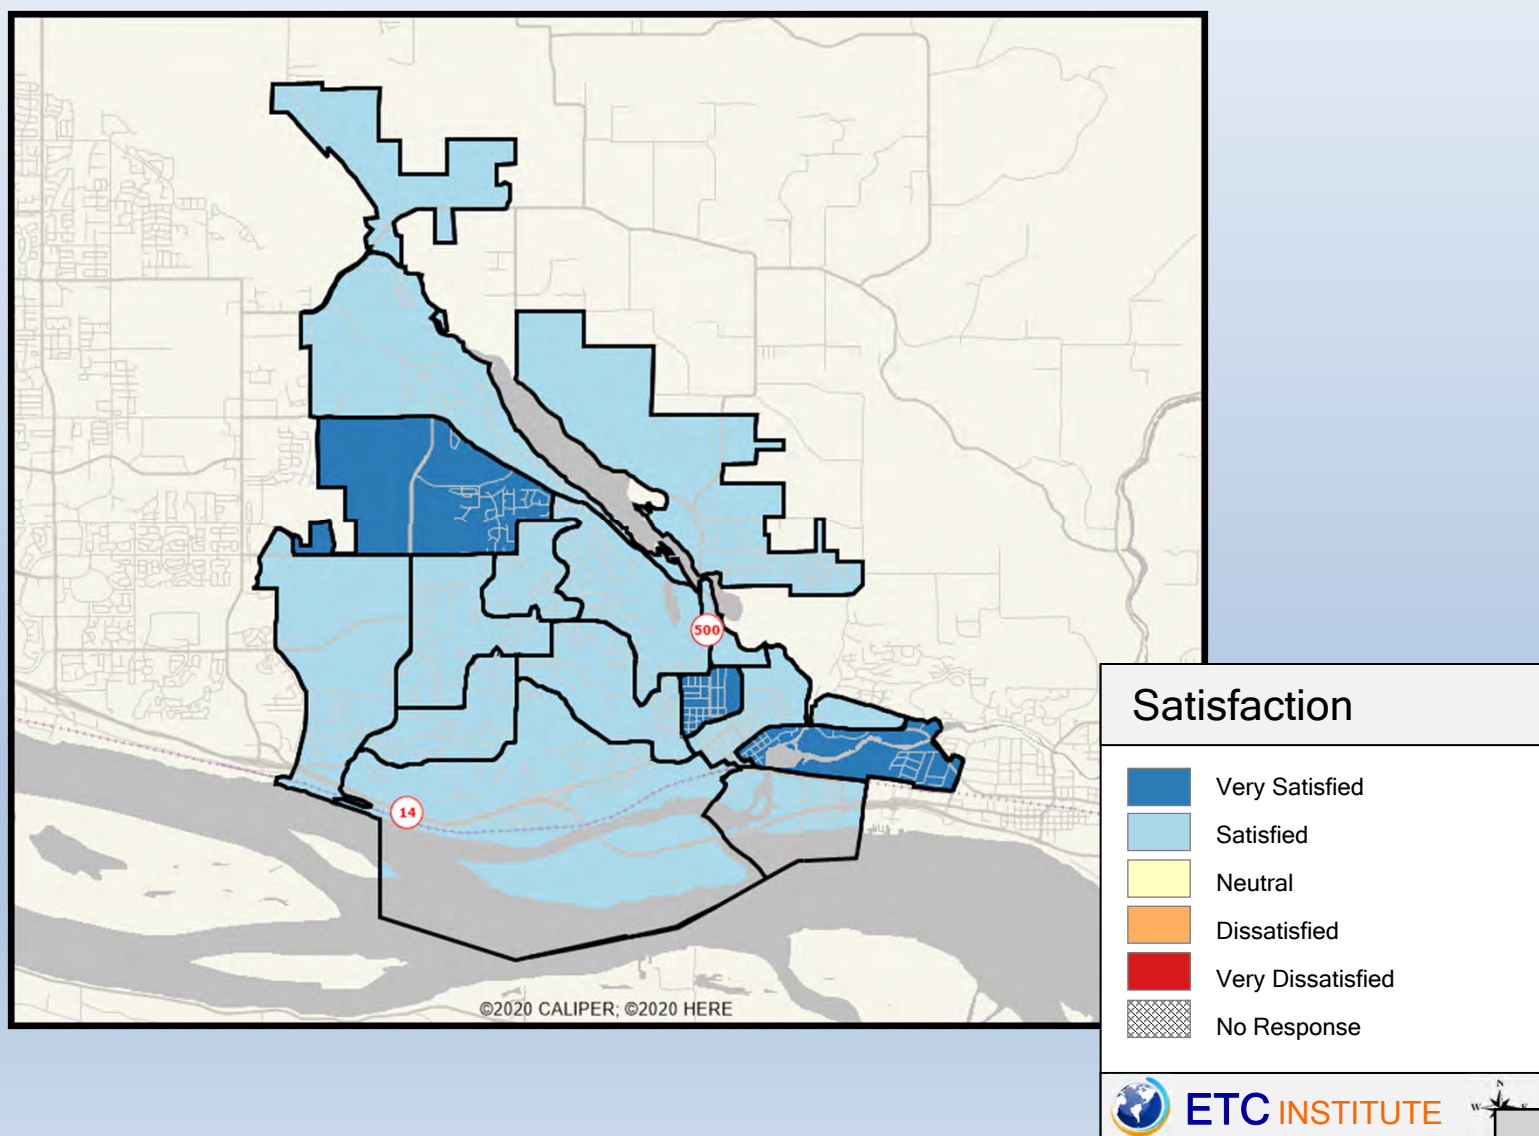 500
14
©2020 CALIPER; ©2020 HERE
Satisfaction
Very Satisfied
Satisfied
Neutral
Dissatisfied
Very Dissatisfied
No Response
ETC INSTITUTE
N
W
E